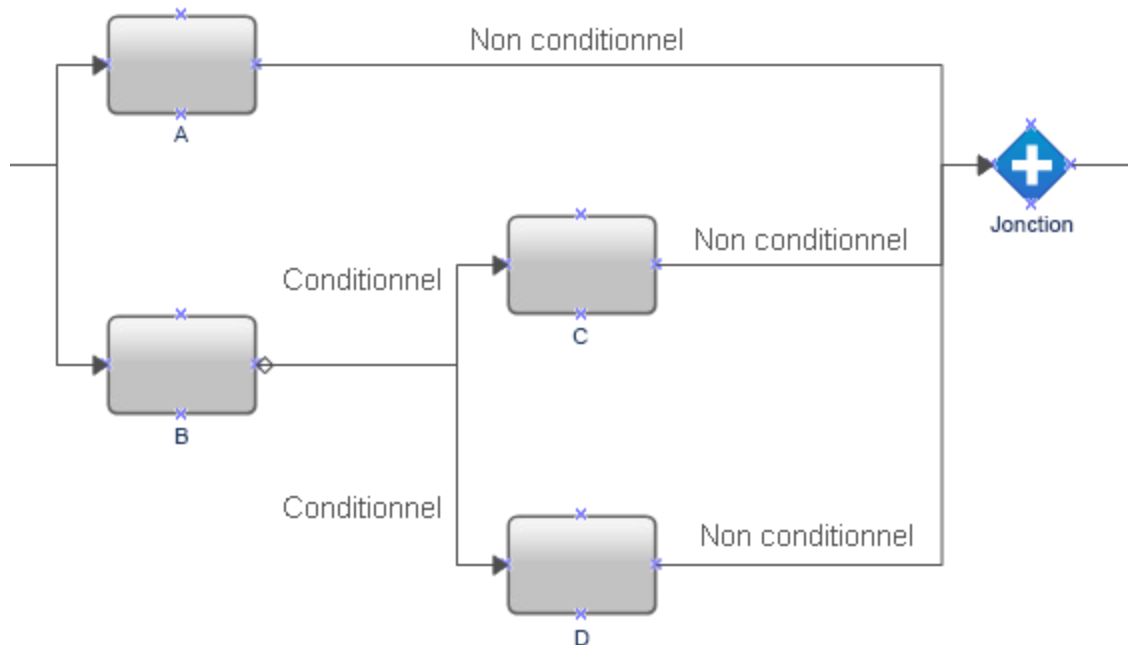 Non conditionnel
A
Jonction
Non conditionnel
Conditionnel
C
B
Conditionnel
Non conditionnel
D